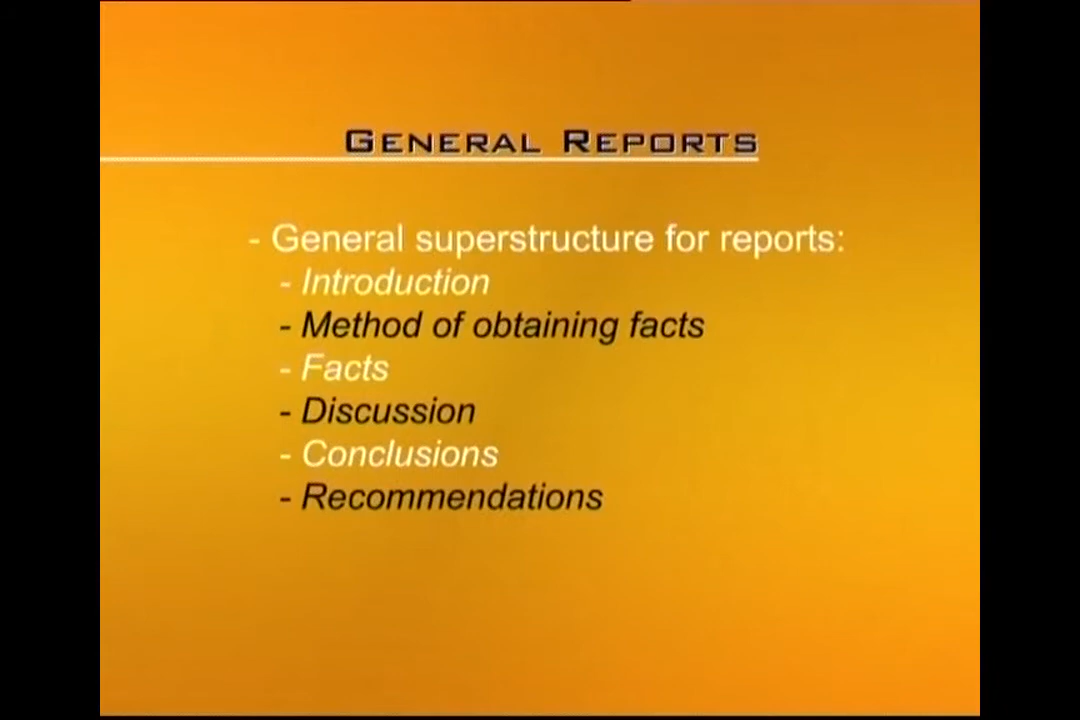 General Reports
- General superstructure for reports:
- Introduction
- Method of obtaining facts
- Facts
- Discussion
- Conclusions
- Recommendations